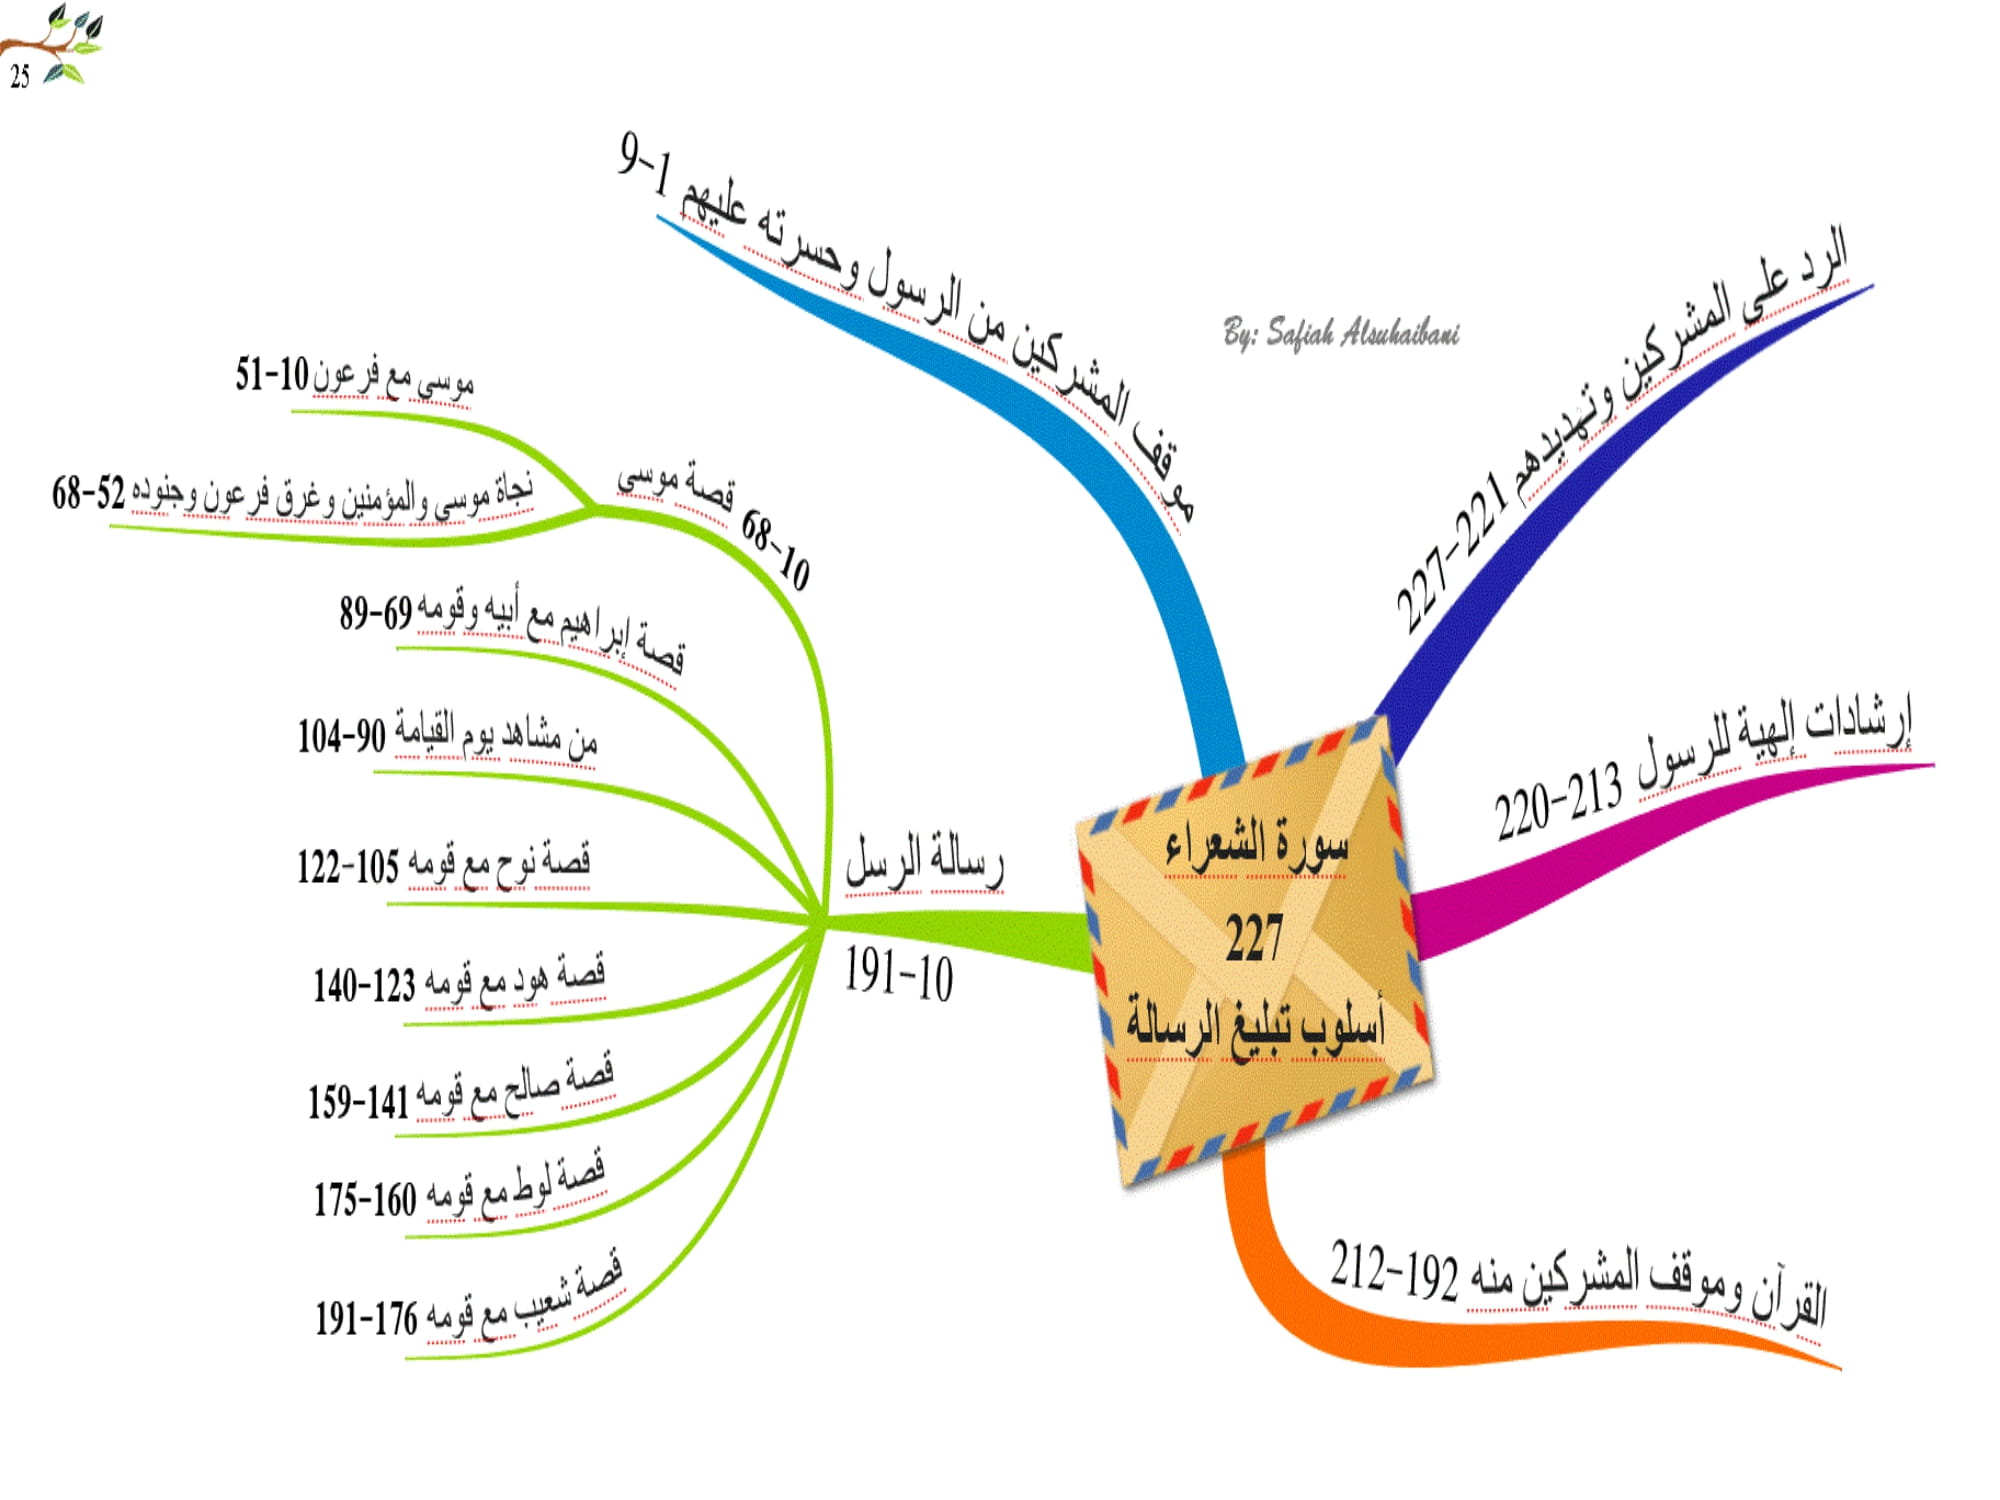 25
موقف المشركين من الرسول وحسرته عليهم 1-9
By: Safiah Alsuhaibani
الرد على المشركين وتهديدهم 221-227
إرشادات إلهية للرسول 213-220
سورة الشعراء
227
أسلوب تبليغ الرسالة
القرآن وموقف المشركين منه 192-212
رسالة الرسل
10-191
قصة موسى 10-68
موسى مع فرعون 10-51
نجاة موسى والمؤمنين وغرق فرعون وجنوده 52-68
قصة إبراهيم مع أبيه وقومه 69-89
من مشاهد يوم القيامة 90-104
قصة نوح مع قومه 105-122
قصة هود مع قومه 123-140
قصة صالح مع قومه 141-159
قصة لوط مع قومه 160-175
قصة شعيب مع قومه 176-191